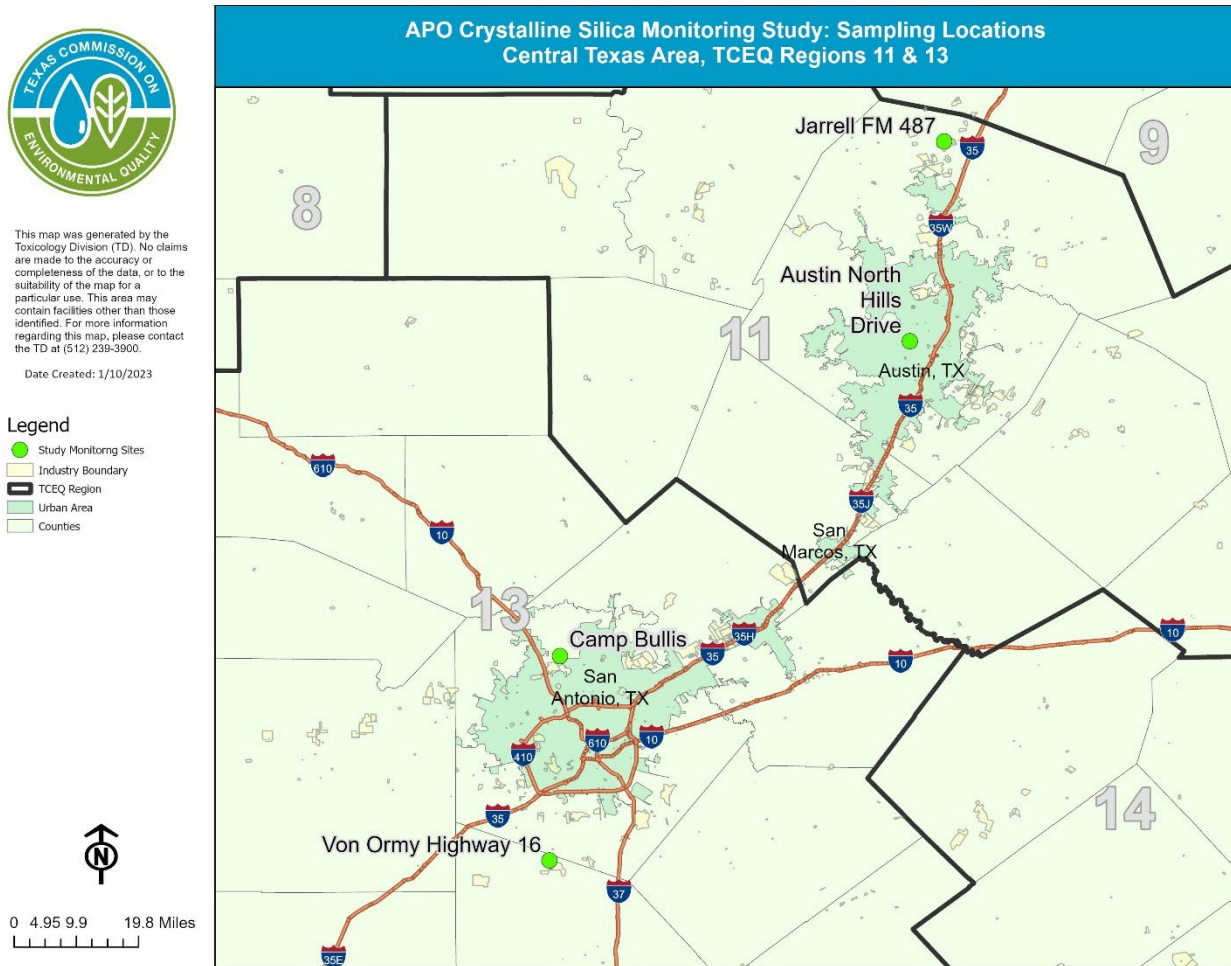 APO Crystalline Silica Monitoring Study: Sampling Locations
Central Texas Area, TCEQ Regions 11 & 13
TEXAS COMMISSION ON
ENVIRONMENTAL QUALITY
This map was generated by the
Toxicology Division (TD). No claims
are made to the accuracy or
completeness of the data, or to the
suitability of the map for a
particular use. This area may
contain facilities other than those
identified. For more information
regarding this map, please contact
the TD at (512) 239-3900.
Date Created: 1/10/2023
Legend
Study Monitorng Sites
Industry Boundary
TCEQ Region
Urban Area
Counties
N
0 4.95 9.9 19.8 Miles
Jarrell FM 487
35
9
8
35W
Austin North
Hills
Drive
11
Austin, TX
35
610
35J
10
San
Marcos, TX
13
Camp Bullis
35H
35
10
10
San
Antonio, TX
610
10
410
35
14
Von Ormy Highway 16
37
35E